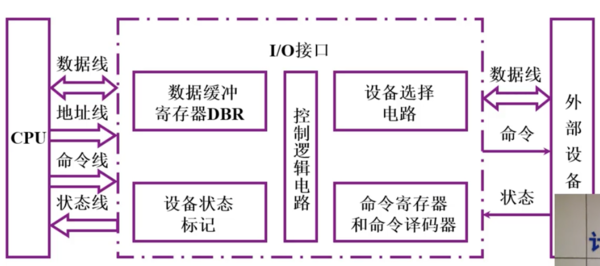 I/O接口
CPU
数据线
地址线
命令线
状态线
数据缓冲
寄存器DBR
设备状态
标记
控制逻辑电路
设备选择
电路
命令寄存器
和命令译码器
数据线
命令
状态
外部设备